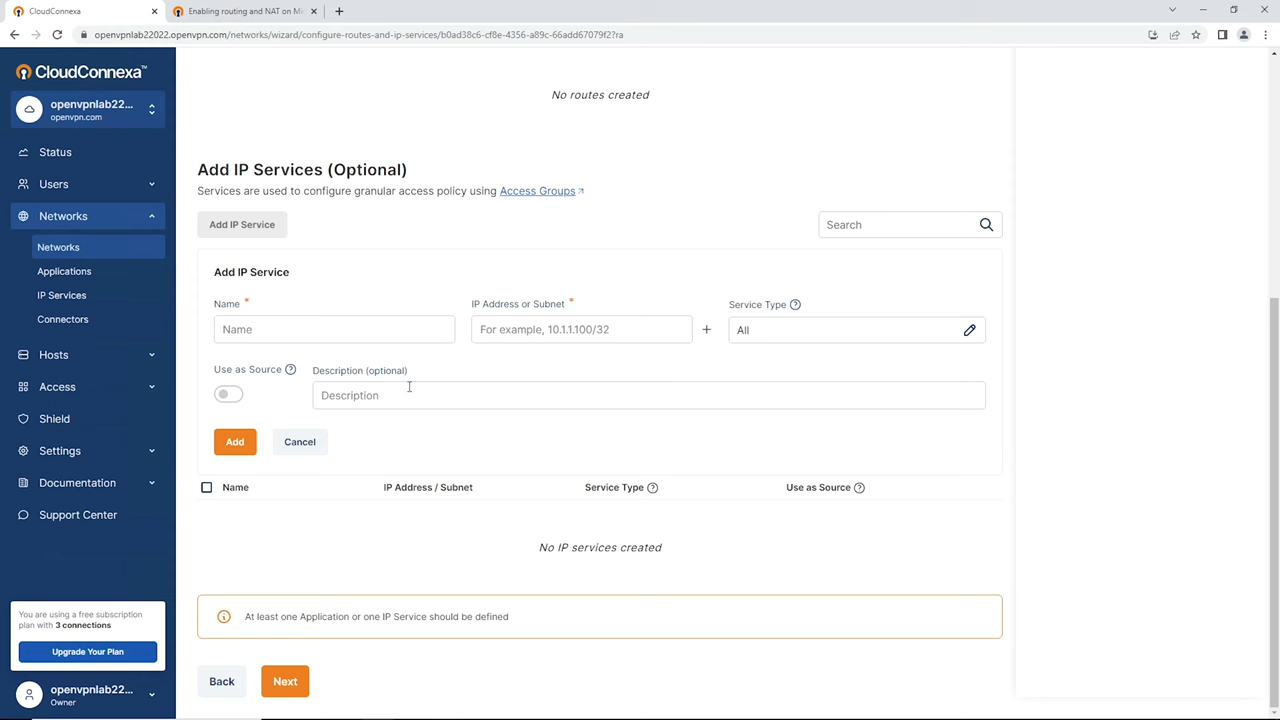 CloudConnexa
Enabling routing and NAT on Mi
openvpnlab22022.openvpn.com/networks/wizard/configure-routes-and-ip-services/b0ad38c6-cf8e-4356-a89c-66add67079f2?ra
CloudConnexa™
openvpnlab22...
openvpn.com
Status
Users
Networks
Networks
Applications
IP Services
Connectors
Hosts
Access
Shield
Settings
Documentation
Support Center
You are using a free subscription
plan with 3 connections
Upgrade Your Plan
openvpnlab22...
Owner
No routes created
Add IP Services (Optional)
Services are used to configure granular access policy using Access Groups
Add IP Service
Search
Add IP Service
Name * IP Address or Subnet * Service Type ?
Name For example, 10.1.1.100/32 + All
Use as Source ? Description (optional)
Description
Add Cancel
Name IP Address / Subnet Service Type ? Use as Source ?
No IP services created
At least one Application or one IP Service should be defined
Back Next